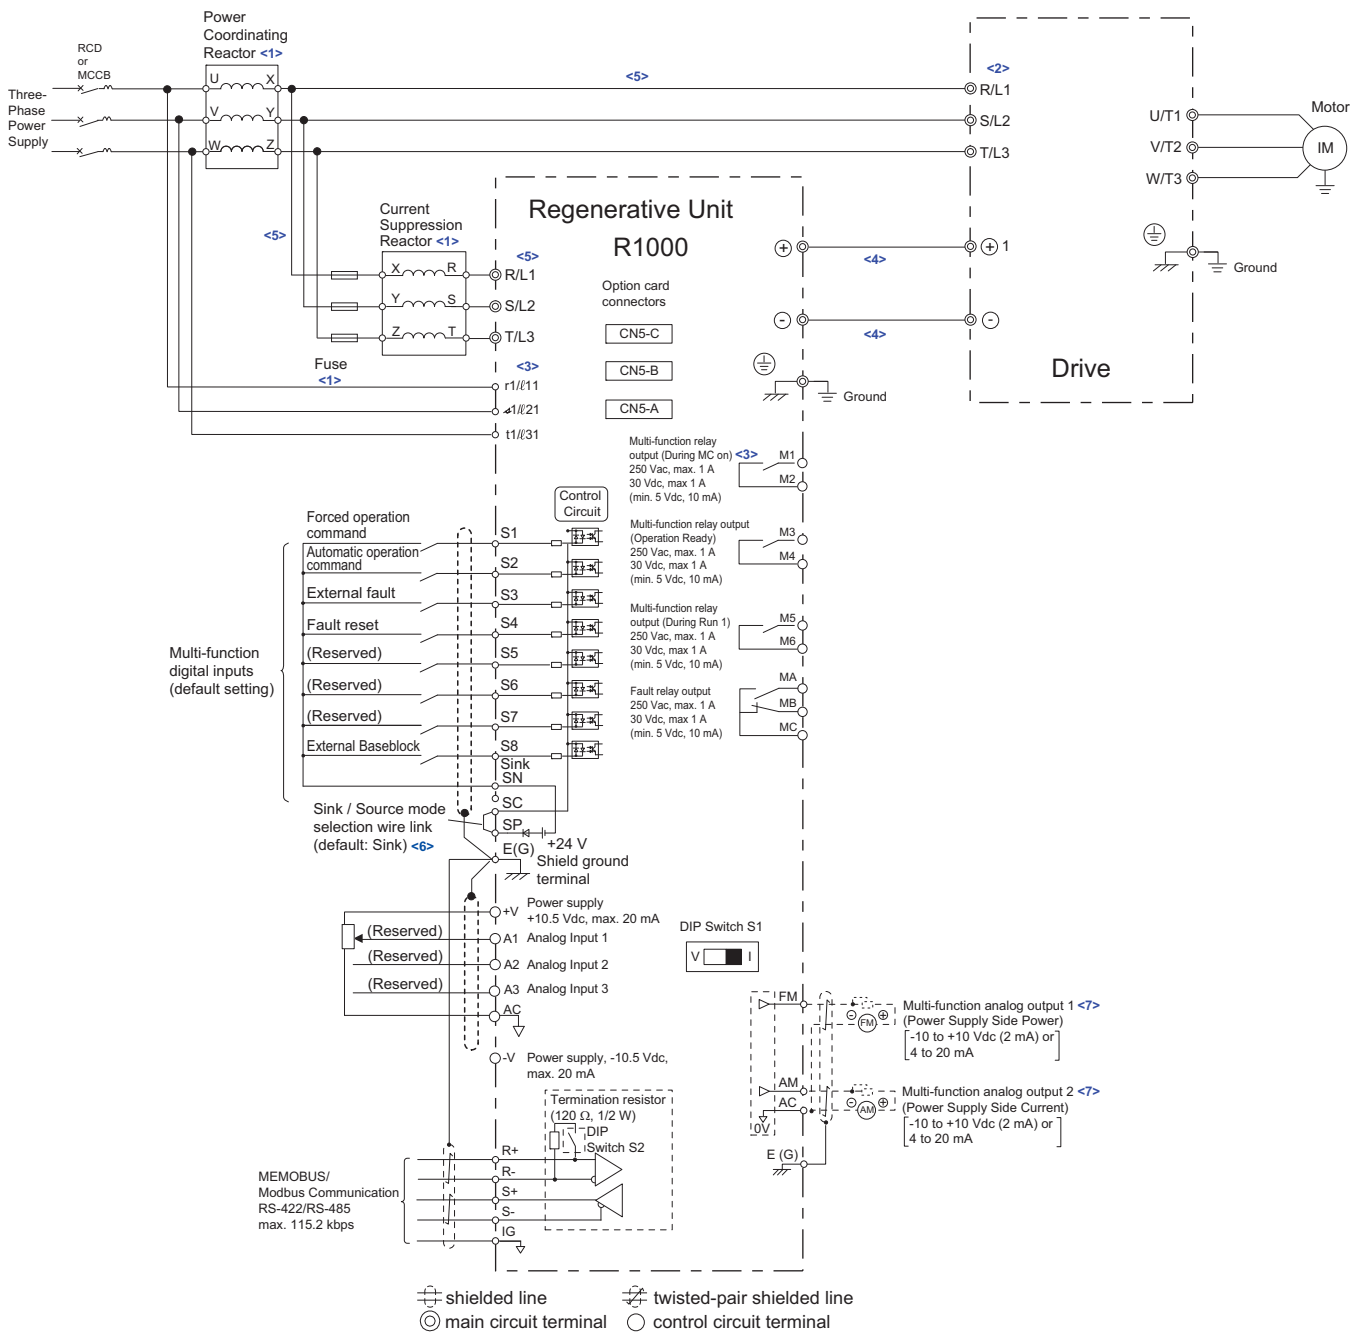 Power
Coordinating
Reactor <1>
RCD
or
MCCB
Three-
Phase
Power
Supply
U
X
V
Y
W
Z
<5>
<2>
R/L1
S/L2
T/L3
U/T1
V/T2
W/T3
Motor
IM
Ground
Drive
Regenerative Unit
R1000
Current
Suppression
Reactor <1>
<5>
<5>
X
R
Y
S
Z
T
R/L1
S/L2
T/L3
Fuse
<1>
<3>
r1/ℓ11
𝓈1/ℓ21
t1/ℓ31
Option card
connectors
CN5-C
CN5-B
CN5-A
+
-
<4>
<4>
+ 1
-
Ground
Multi-function relay
output (During MC on) <3>
250 Vac, max. 1 A
30 Vdc, max 1 A
(min. 5 Vdc, 10 mA)
M1
M2
Multi-function relay output
(Operation Ready)
250 Vac, max. 1 A
30 Vdc, max 1 A
(min. 5 Vdc, 10 mA)
M3
M4
Multi-function relay
output (During Run 1)
250 Vac, max. 1 A
30 Vdc, max 1 A
(min. 5 Vdc, 10 mA)
M5
M6
Fault relay output
250 Vac, max. 1 A
30 Vdc, max 1 A
(min. 5 Vdc, 10 mA)
MA
MB
MC
Control
Circuit
Multi-function
digital inputs
(default setting)
Forced operation
command
S1
Automatic operation
command
S2
External fault
S3
Fault reset
S4
(Reserved)
S5
(Reserved)
S6
(Reserved)
S7
External Baseblock
S8
Sink
SN
SC
SP
Sink / Source mode
selection wire link
(default: Sink) <6>
+24 V
E(G)
Shield ground
terminal
+V
Power supply
+10.5 Vdc, max. 20 mA
(Reserved)
A1 Analog Input 1
(Reserved)
A2 Analog Input 2
(Reserved)
A3 Analog Input 3
AC
-V
Power supply, -10.5 Vdc,
max. 20 mA
DIP Switch S1
V
I
FM
FM
Multi-function analog output 1 <7>
(Power Supply Side Power)
-10 to +10 Vdc (2 mA) or
4 to 20 mA
AM
AC
0V
AM
Multi-function analog output 2 <7>
(Power Supply Side Current)
-10 to +10 Vdc (2 mA) or
4 to 20 mA
E (G)
Termination resistor
(120 Ω, 1/2 W)
DIP
Switch S2
MEMOBUS/
Modbus Communication
RS-422/RS-485
max. 115.2 kbps
R+
R-
S+
S-
IG
shielded line
twisted-pair shielded line
main circuit terminal
control circuit terminal